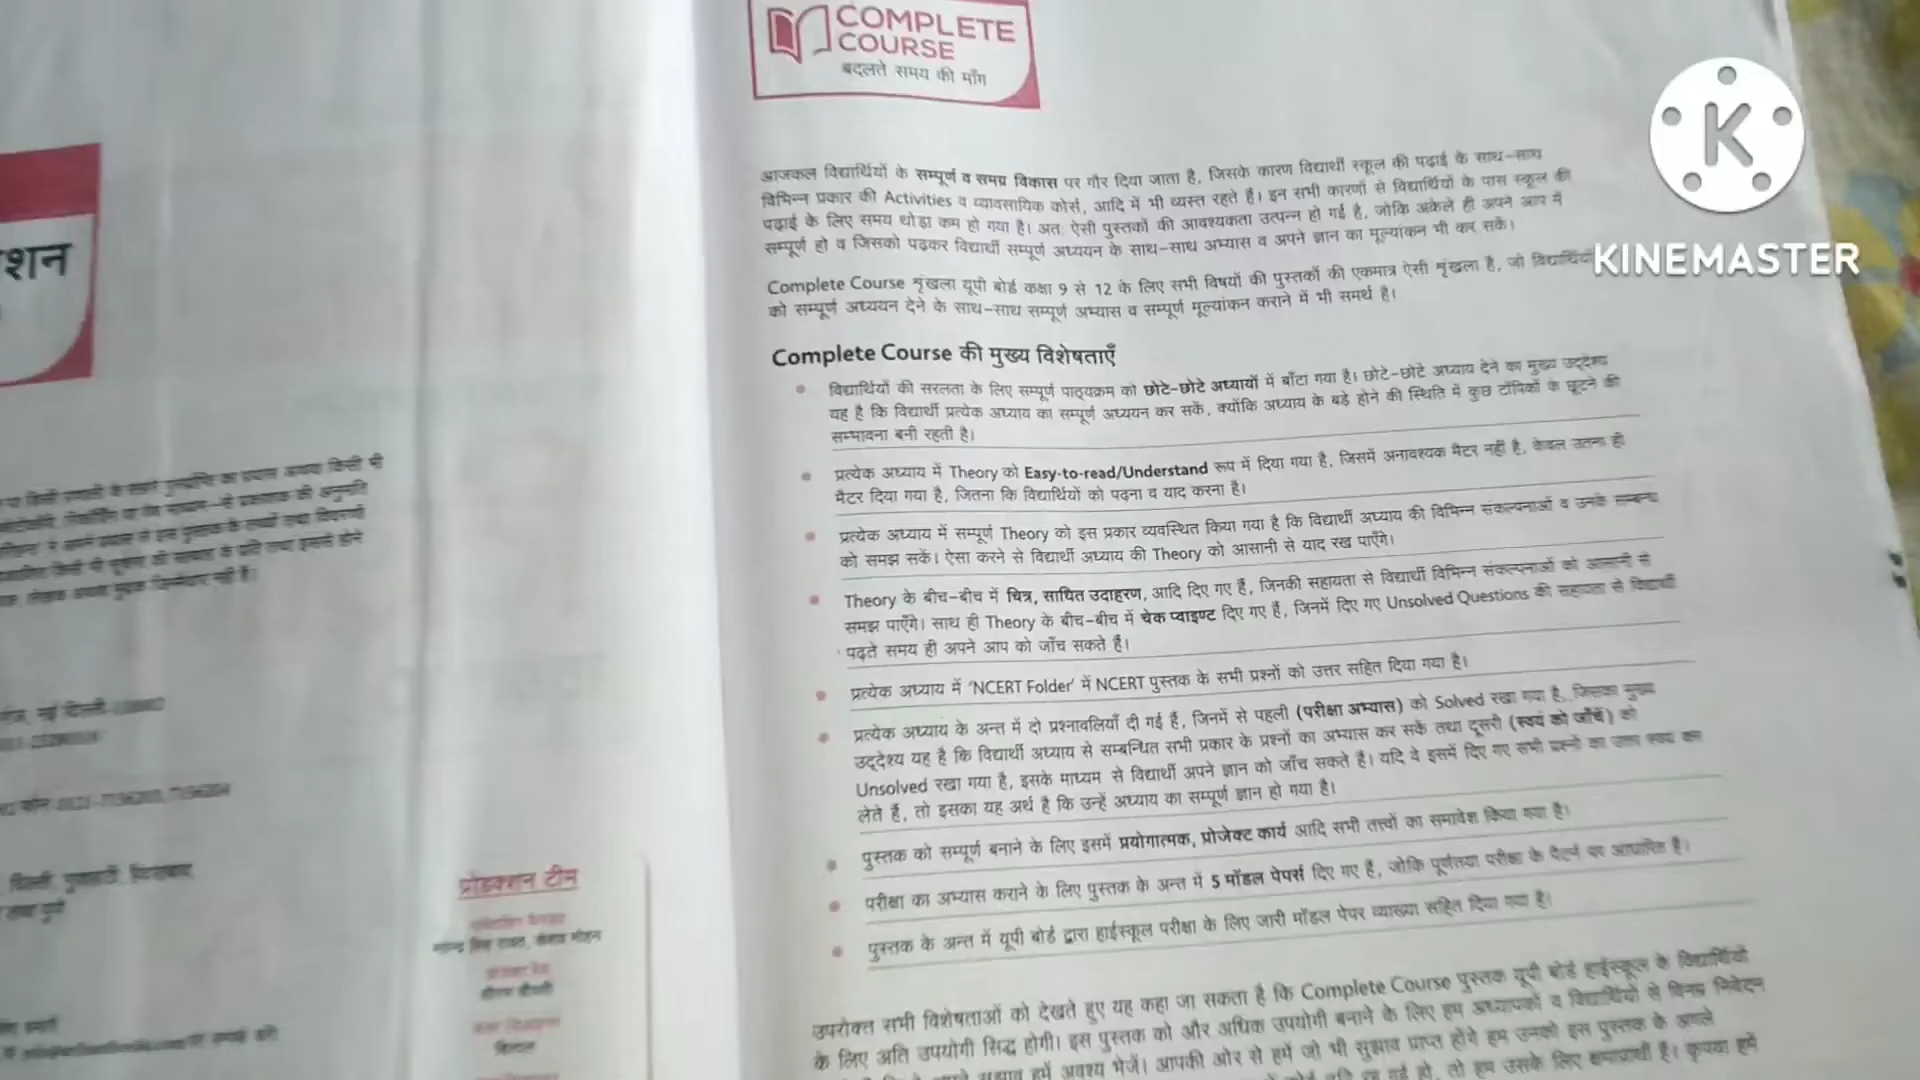 शन
प्रोडक्शन टीम
COMPLETE
COURSE
बदलते समय की माँग
आजकल विद्यार्थियों के सम्पूर्ण व समग्र विकास पर गौर दिया जाता है, जिसके कारण विद्यार्थी स्कूल की पढ़ाई के साथ-साथ
विभिन्न प्रकार की Activities व व्यावसायिक कोर्स, आदि में भी व्यस्त रहते हैं। इन सभी कारणों से विद्यार्थियों के पास स्कूल की
पढ़ाई के लिए समय थोड़ा कम हो गया है। अत: ऐसी पुस्तकों की आवश्यकता उत्पन्न हो गई है, जोकि अकेले ही अपने आप में
सम्पूर्ण हो व जिसको पढ़कर विद्यार्थी सम्पूर्ण अध्ययन के साथ-साथ अभ्यास व अपने ज्ञान का मूल्यांकन भी कर सकें।
Complete Course शृंखला यूपी बोर्ड कक्षा 9 से 12 के लिए सभी विषयों की पुस्तकों की एकमात्र ऐसी शृंखला है, जो विद्यार्थियों
को सम्पूर्ण अध्ययन देने के साथ-साथ सम्पूर्ण अभ्यास व सम्पूर्ण मूल्यांकन कराने में भी समर्थ है।
Complete Course की मुख्य विशेषताएँ
विद्यार्थियों की सरलता के लिए सम्पूर्ण पाठ्यक्रम को छोटे-छोटे अध्यायों में बाँटा गया है। छोटे-छोटे अध्याय देने का मुख्य उद्देश्य
यह है कि विद्यार्थी प्रत्येक अध्याय का सम्पूर्ण अध्ययन कर सकें, क्योंकि अध्याय के बड़े होने की स्थिति में कुछ टॉपिकों के छूटने की
सम्भावना बनी रहती है।
प्रत्येक अध्याय में Theory को Easy-to-read/Understand रूप में दिया गया है, जिसमें अनावश्यक मैटर नहीं है, केवल उतना ही
मैटर दिया गया है, जितना कि विद्यार्थियों को पढ़ना व याद करना है।
प्रत्येक अध्याय में सम्पूर्ण Theory को इस प्रकार व्यवस्थित किया गया है कि विद्यार्थी अध्याय की विभिन्न संकल्पनाओं व उनके सम्बन्ध
को समझ सकें। ऐसा करने से विद्यार्थी अध्याय की Theory को आसानी से याद रख पाएँगे।
Theory के बीच-बीच में चित्र, साधित उदाहरण, आदि दिए गए हैं, जिनकी सहायता से विद्यार्थी विभिन्न संकल्पनाओं को आसानी से
समझ पाएँगे। साथ ही Theory के बीच-बीच में चेक प्वाइण्ट दिए गए हैं, जिनमें दिए गए Unsolved Questions की सहायता से विद्यार्थी
पढ़ते समय ही अपने आप को जाँच सकते हैं।
प्रत्येक अध्याय में ‘NCERT Folder’ में NCERT पुस्तक के सभी प्रश्नों को उत्तर सहित दिया गया है।
प्रत्येक अध्याय के अन्त में दो प्रश्नावलियाँ दी गई हैं, जिनमें से पहली (परीक्षा अभ्यास) को Solved रखा गया है, जिसका मुख्य
उद्देश्य यह है कि विद्यार्थी अध्याय से सम्बन्धित सभी प्रकार के प्रश्नों का अभ्यास कर सकें तथा दूसरी (स्वयं को जाँचें) को
Unsolved रखा गया है, इसके माध्यम से विद्यार्थी अपने ज्ञान को जाँच सकते हैं। यदि वे इसमें दिए गए सभी प्रश्नों का उत्तर स्वयं कर
लेते हैं, तो इसका यह अर्थ है कि उन्हें अध्याय का सम्पूर्ण ज्ञान हो गया है।
पुस्तक को सम्पूर्ण बनाने के लिए इसमें प्रयोगात्मक, प्रोजेक्ट कार्य आदि सभी तत्त्वों का समावेश किया गया है।
परीक्षा का अभ्यास कराने के लिए पुस्तक के अन्त में 5 मॉडल पेपर्स दिए गए हैं, जोकि पूर्णतया परीक्षा के पैटर्न पर आधारित हैं।
पुस्तक के अन्त में यूपी बोर्ड द्वारा हाईस्कूल परीक्षा के लिए जारी मॉडल पेपर व्याख्या सहित दिया गया है।
उपरोक्त सभी विशेषताओं को देखते हुए यह कहा जा सकता है कि Complete Course पुस्तक यूपी बोर्ड हाईस्कूल के विद्यार्थियों
के लिए अति उपयोगी सिद्ध होगी। इस पुस्तक को और अधिक उपयोगी बनाने के लिए हम अध्यापकों व विद्यार्थियों से विनम्र निवेदन
सुझाव हमें अवश्य भेजें। आपकी ओर से हमें जो भी सुझाव प्राप्त होंगे हम उनको इस पुस्तक के अगले
तो हम उसके लिए क्षमाप्रार्थी हैं। कृपया हमें
K
KINEMASTER